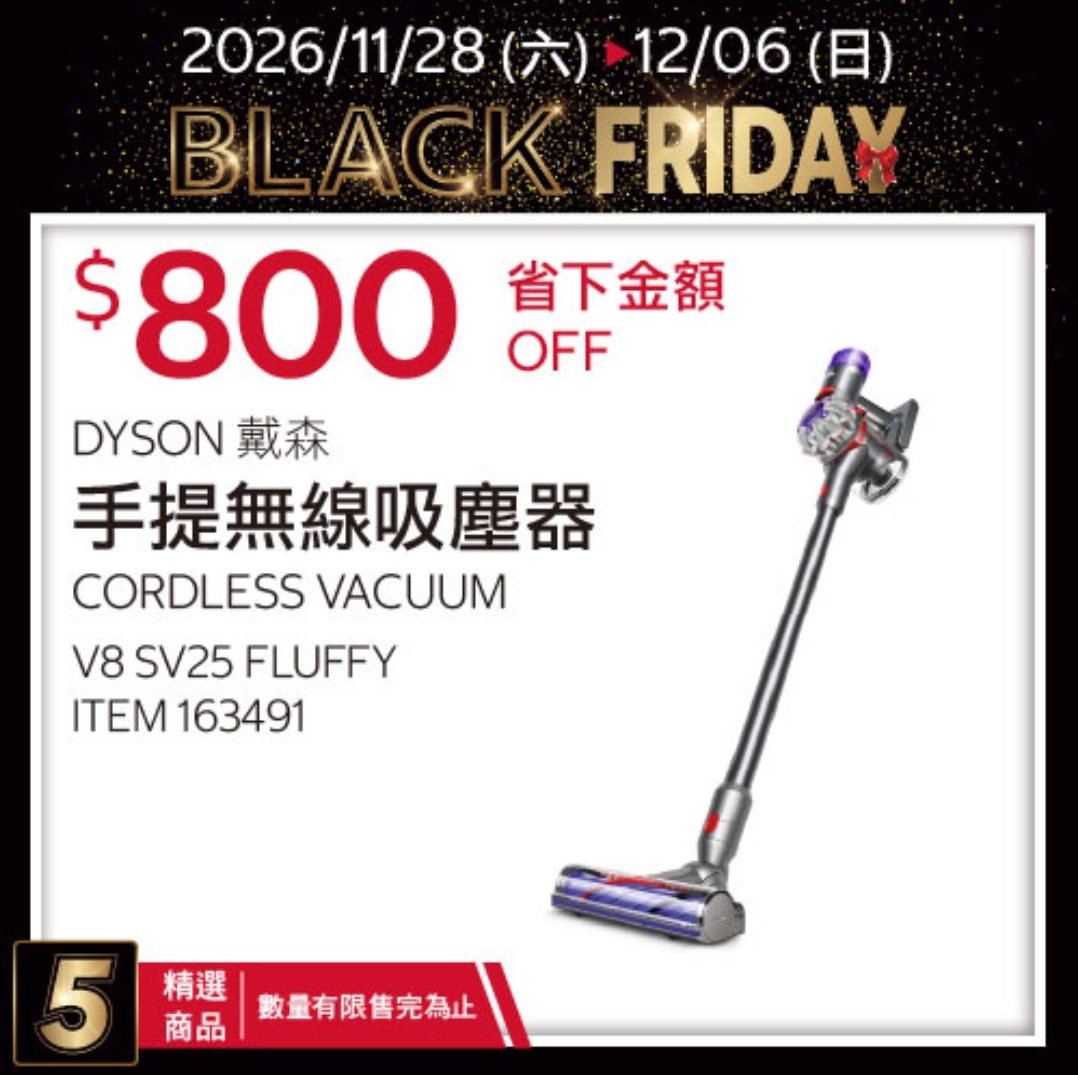 2026/11/28 (六) ▶ 12/06 (日)
BLACK FRIDAY
$800 省下金額
OFF
DYSON 戴森
手提無線吸塵器
CORDLESS VACUUM
V8 SV25 FLUFFY
ITEM 163491
5
精選
商品
數量有限售完為止